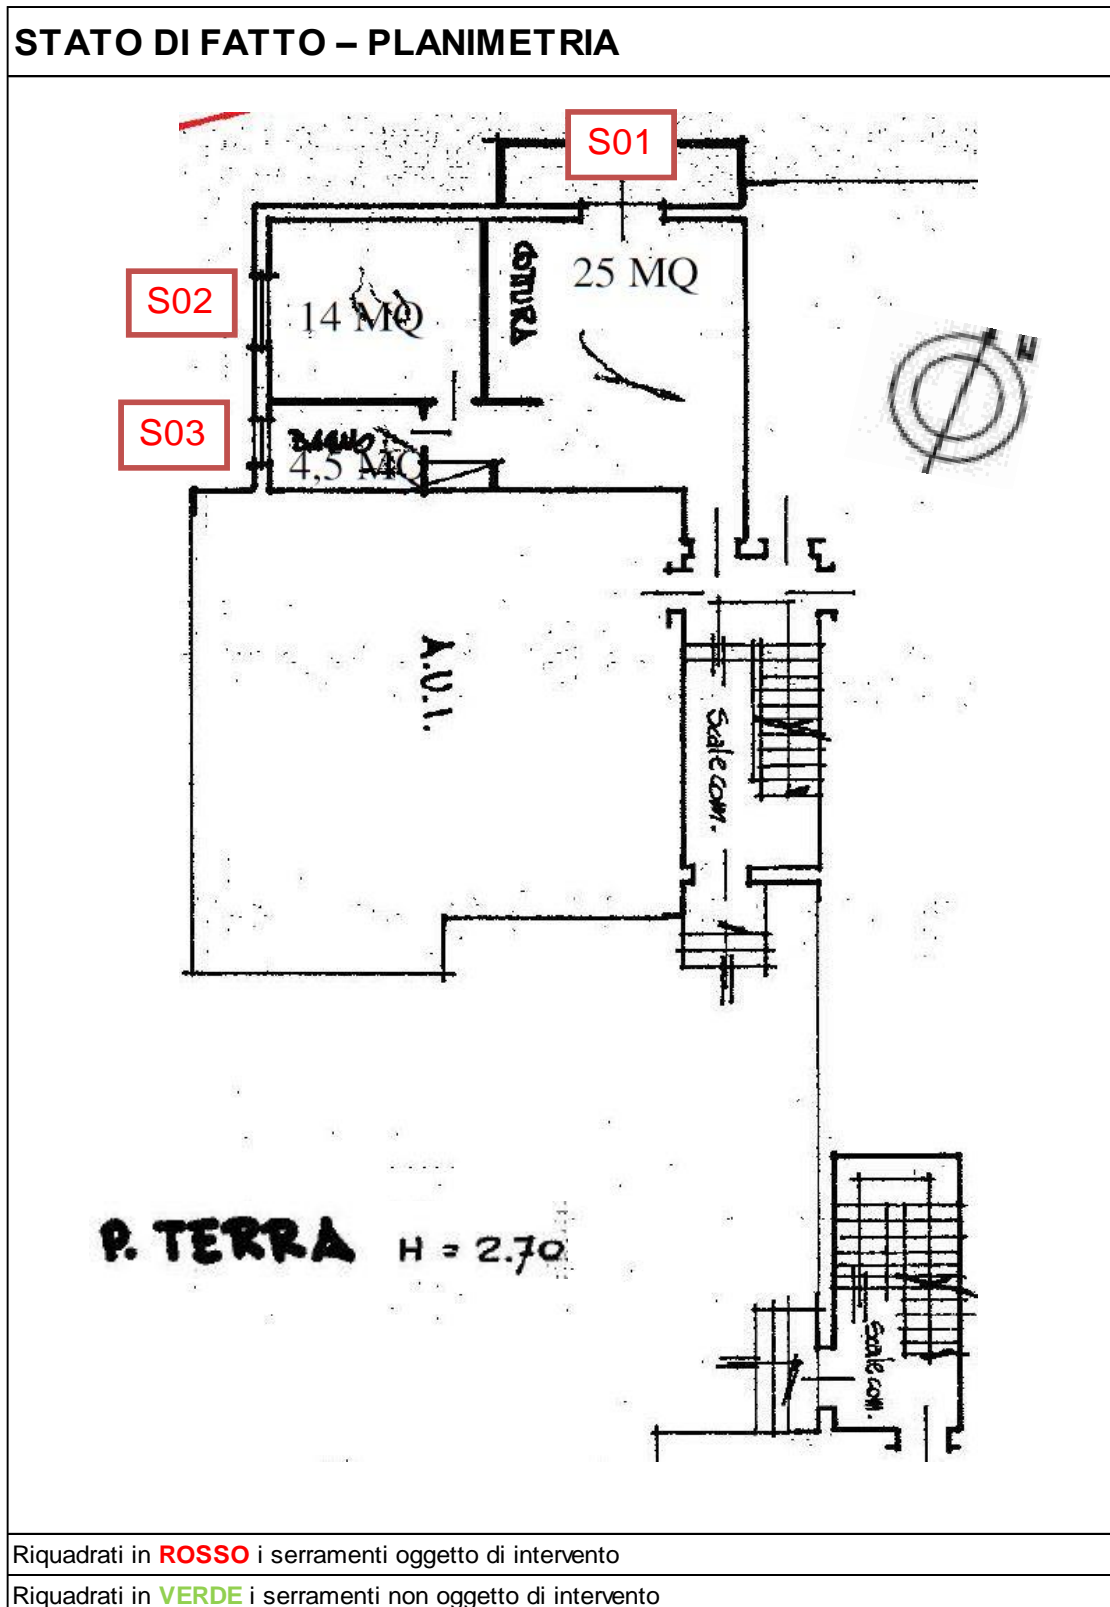 STATO DI FATTO – PLANIMETRIA
S01
COTTURA
25 MQ
S02
14 MQ
N
S03
BAGNO
4,5 MQ
A.U.I.
Scale com.
P. TERRA H = 2.70
Scale com.
Riquadrati in ROSSO i serramenti oggetto di intervento
Riquadrati in VERDE i serramenti non oggetto di intervento